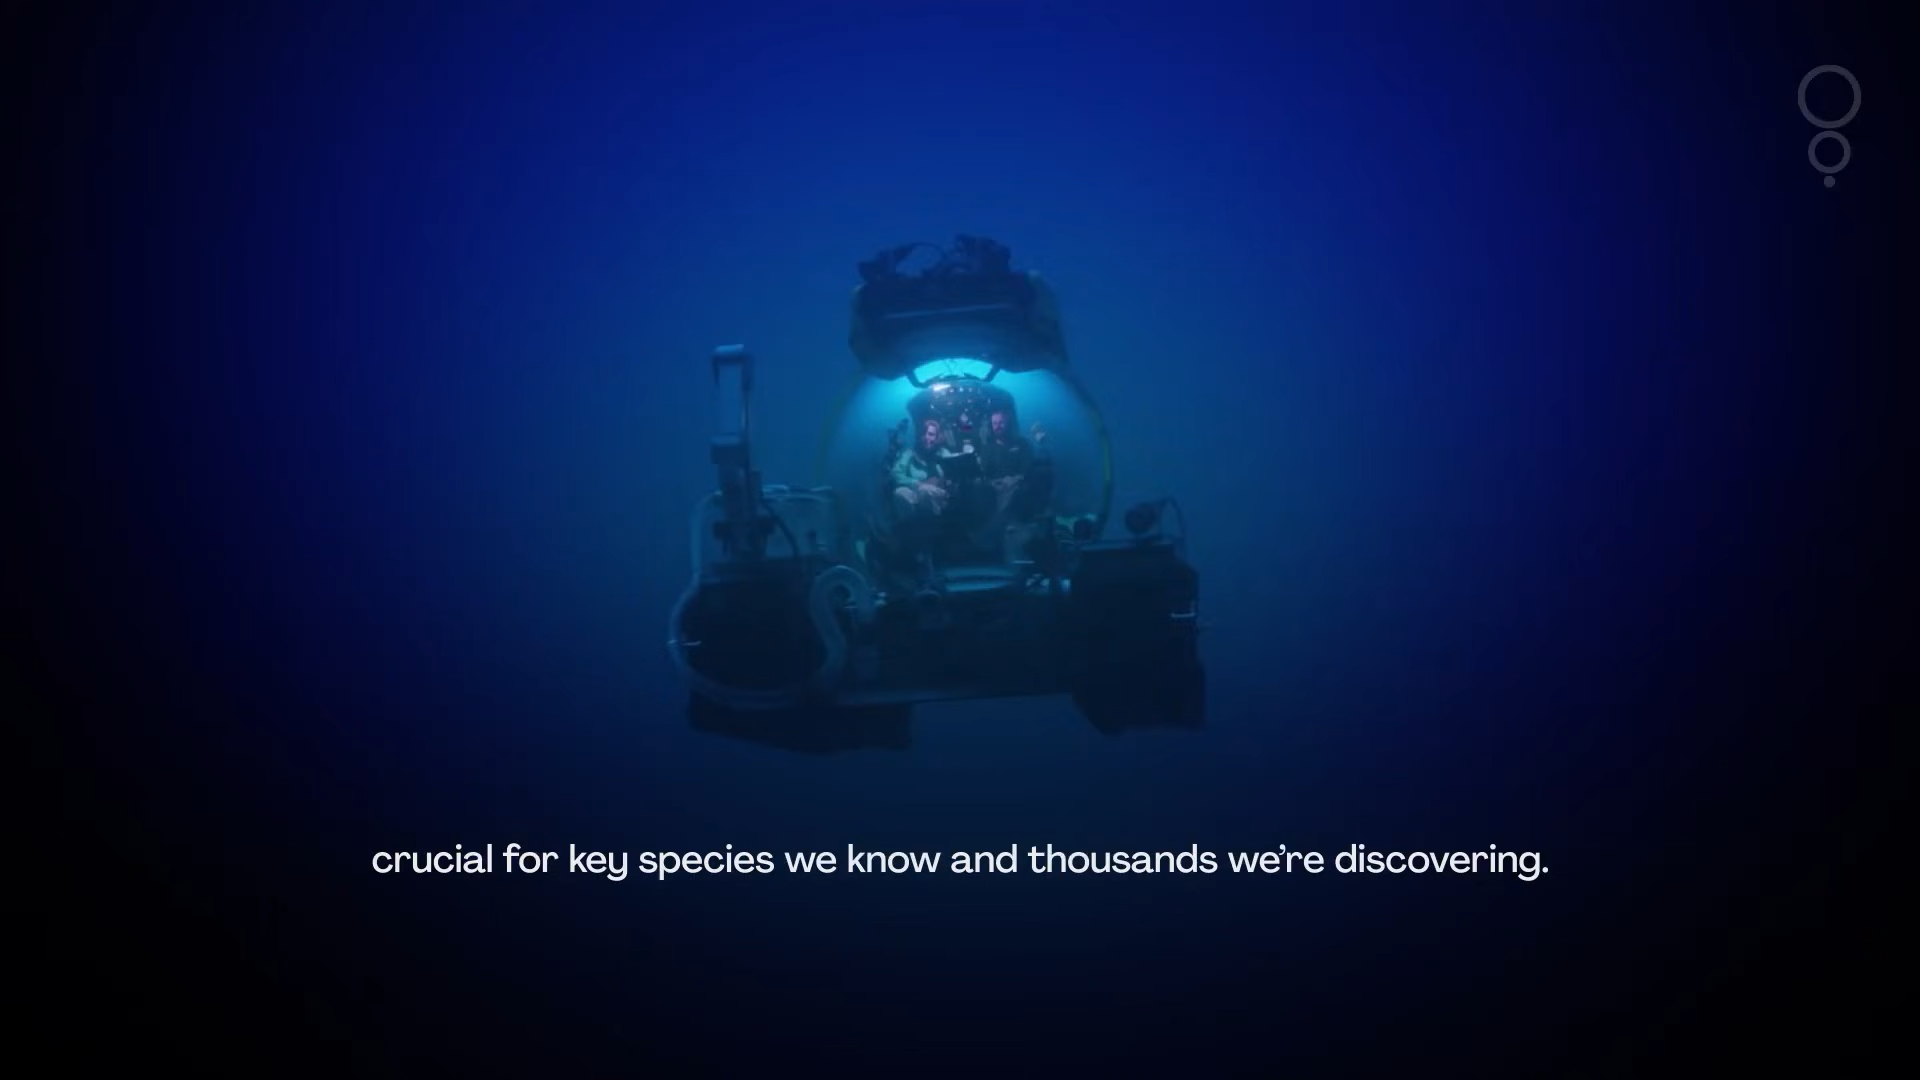 crucial for key species we know and thousands we’re discovering.